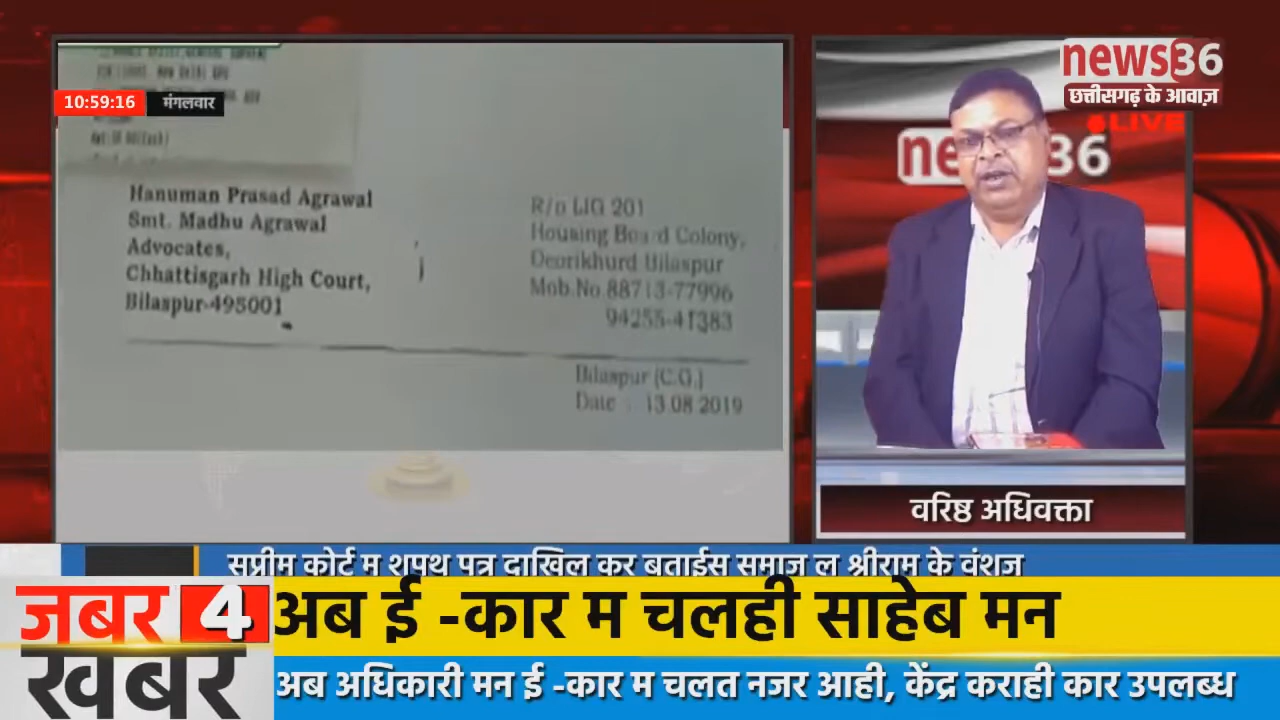 10:59:16 मंगलवार
Hanuman Prasad Agrawal
Smt. Madhu Agrawal
Advocates,
Chhattisgarh High Court,
Bilaspur-495001
R/o LIG 201
Housing Board Colony,
Deorikhurd Bilaspur
Mob.No.88713-77996
94255-41383
Bilaspur (C.G.)
Date : 13.08.2019
news36
छत्तीसगढ़ के आवाज़
LIVE
news36
वरिष्ठ अधिवक्ता
सुप्रीम कोर्ट म शपथ पत्र दाखिल कर बताईस समाज ल श्रीराम के वंशज
जबर 4
खबर
अब ई -कार म चलही साहेब मन
अब अधिकारी मन ई -कार म चलत नजर आही, केंद्र कराही कार उपलब्ध